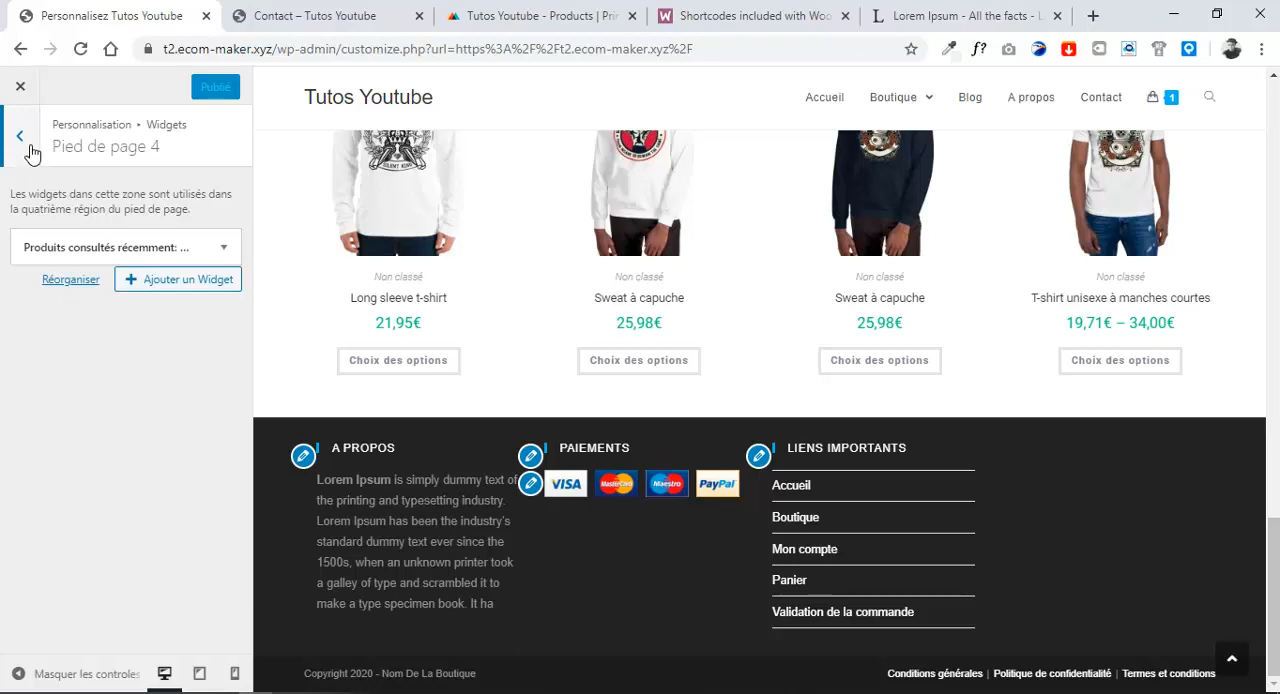 Personnalisez Tutos Youtube
Contact – Tutos Youtube
Tutos Youtube - Products | Prin
Shortcodes included with Woo
Lorem Ipsum - All the facts - L
t2.ecom-maker.xyz/wp-admin/customize.php?url=https%3A%2F%2Ft2.ecom-maker.xyz%2F
f?
Publié
Personnalisation ▸ Widgets
Pied de page 4
Les widgets dans cette zone sont utilisés dans
la quatrième région du pied de page.
Produits consultés récemment: ...
Réorganiser
Ajouter un Widget
Masquer les controles
Tutos Youtube
Accueil
Boutique
Blog
A propos
Contact
1
Non classé
Long sleeve t-shirt
21,95€
Choix des options
Non classé
Sweat à capuche
25,98€
Choix des options
Non classé
Sweat à capuche
25,98€
Choix des options
Non classé
T-shirt unisexe à manches courtes
19,71€ – 34,00€
Choix des options
A PROPOS
Lorem Ipsum is simply dummy text of
the printing and typesetting industry.
Lorem Ipsum has been the industry's
standard dummy text ever since the
1500s, when an unknown printer took
a galley of type and scrambled it to
make a type specimen book. It ha
PAIEMENTS
VISA
MasterCard
Maestro
PayPal
LIENS IMPORTANTS
Accueil
Boutique
Mon compte
Panier
Validation de la commande
Copyright 2020 - Nom De La Boutique
Conditions générales | Politique de confidentialité | Termes et conditions